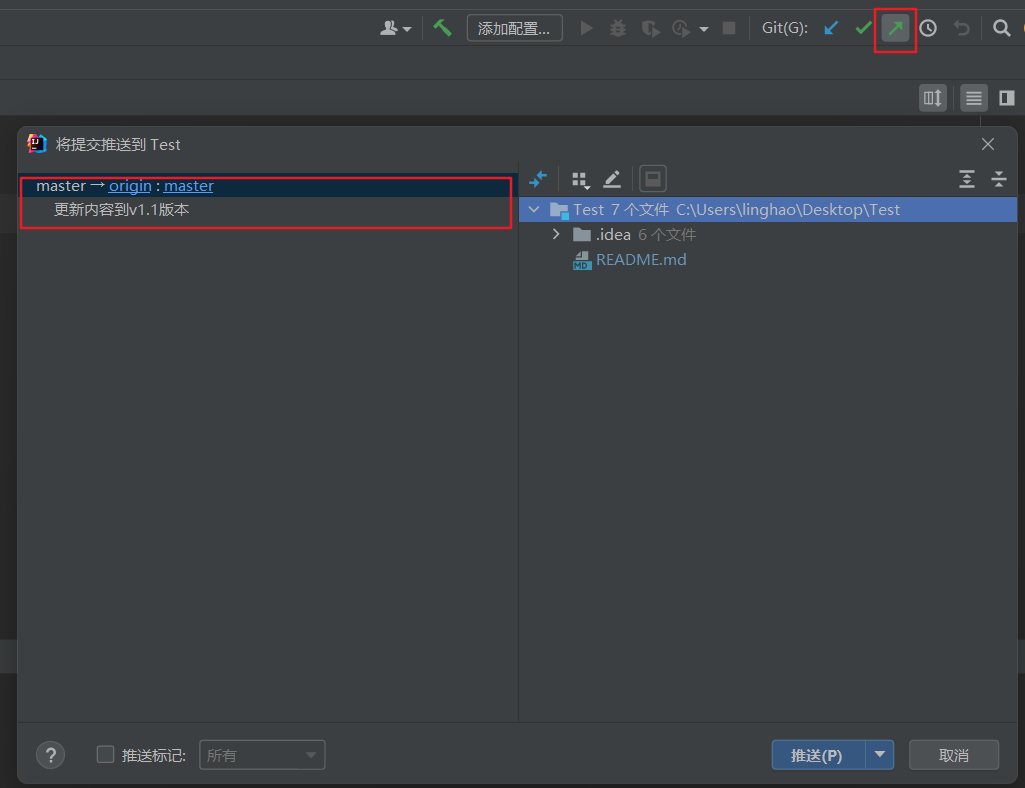 添加配置... Git(G):
将提交推送到 Test
master → origin : master
更新内容到v1.1版本
Test 7 个文件 C:\Users\linghao\Desktop\Test
.idea 6 个文件
README.md
? 推送标记: 所有 推送(P) 取消